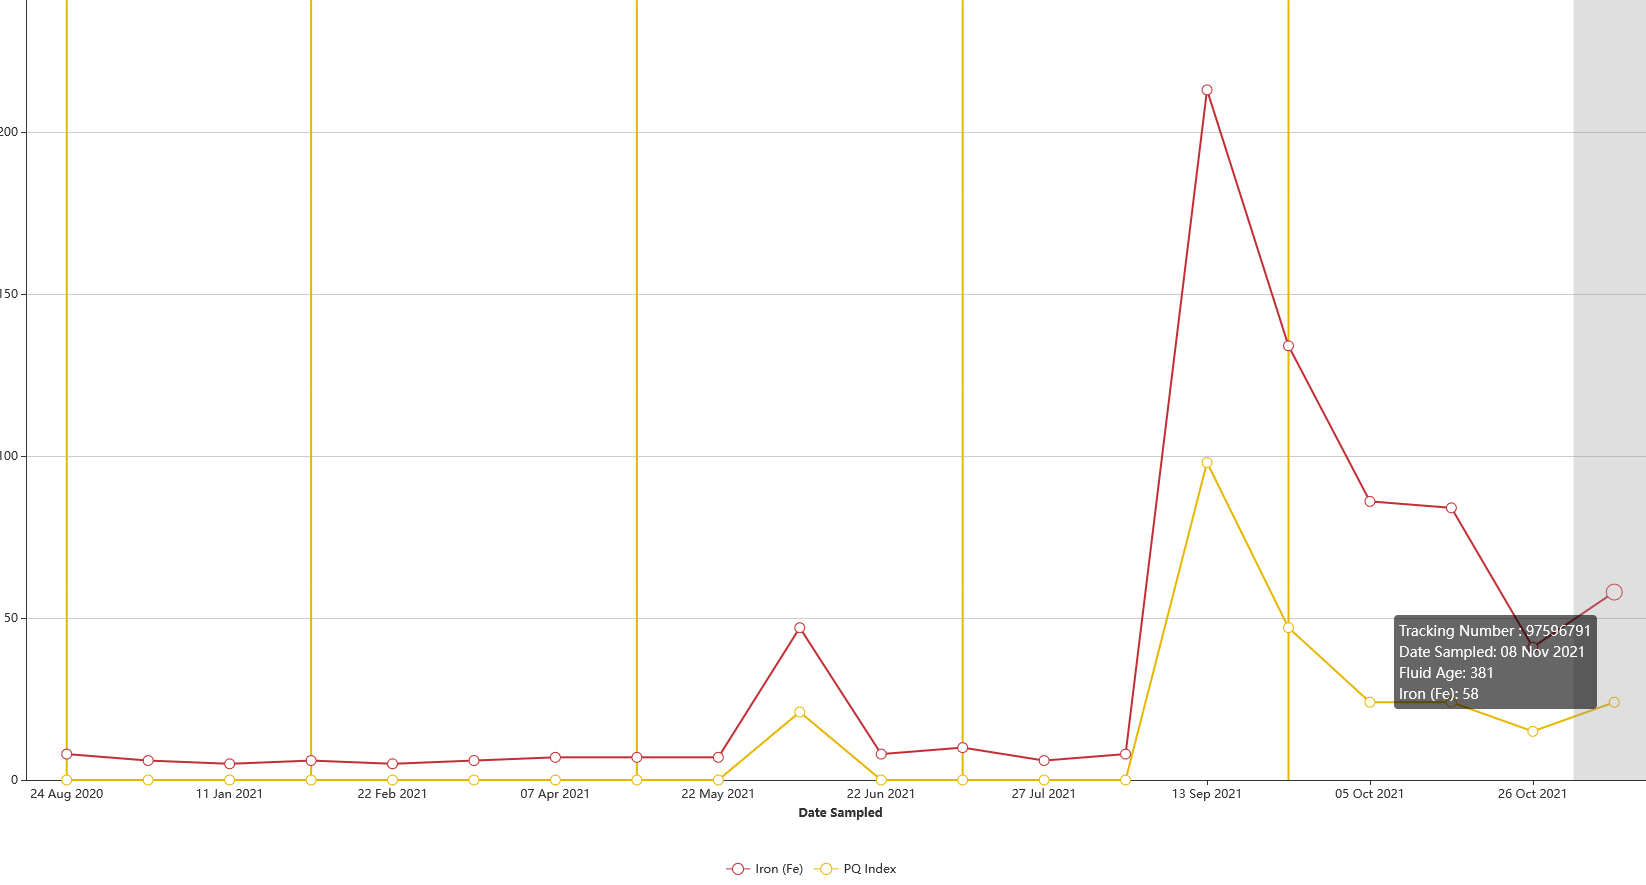 200
150
100
50
0
24 Aug 2020
11 Jan 2021
22 Feb 2021
07 Apr 2021
22 May 2021
22 Jun 2021
27 Jul 2021
13 Sep 2021
05 Oct 2021
26 Oct 2021
Date Sampled
Tracking Number : 97596791
Date Sampled: 08 Nov 2021
Fluid Age: 381
Iron (Fe): 58
Iron (Fe)
PQ Index